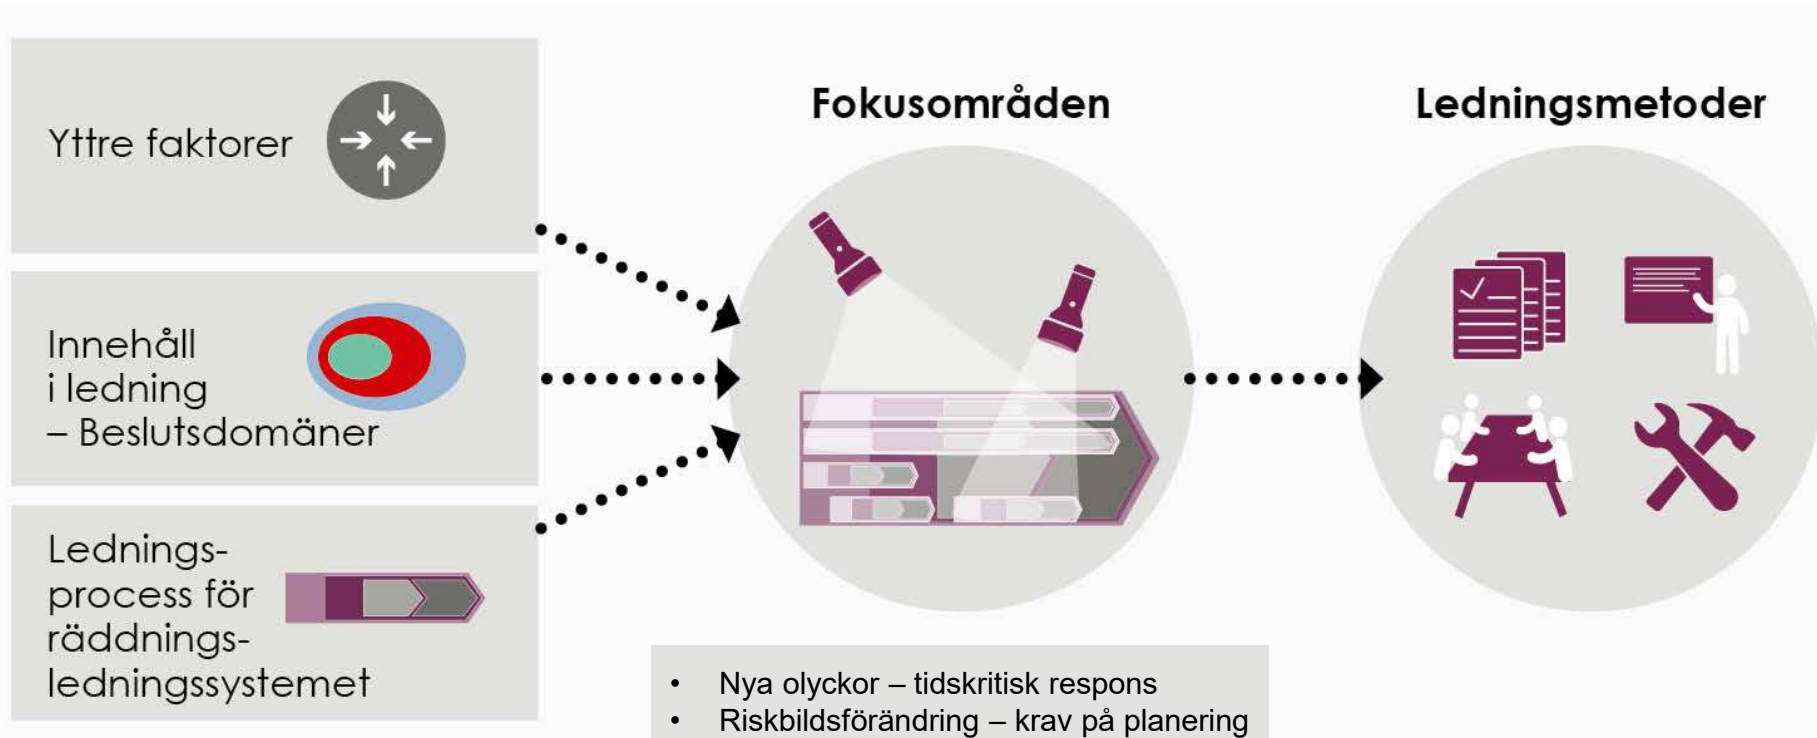 Yttre faktorer
Innehåll
i ledning
– Beslutsdomäner
Lednings-
process för
räddnings-
ledningssystemet
Fokusområden
• Nya olyckor – tidskritisk respons
• Riskbildsförändring – krav på planering
Ledningsmetoder